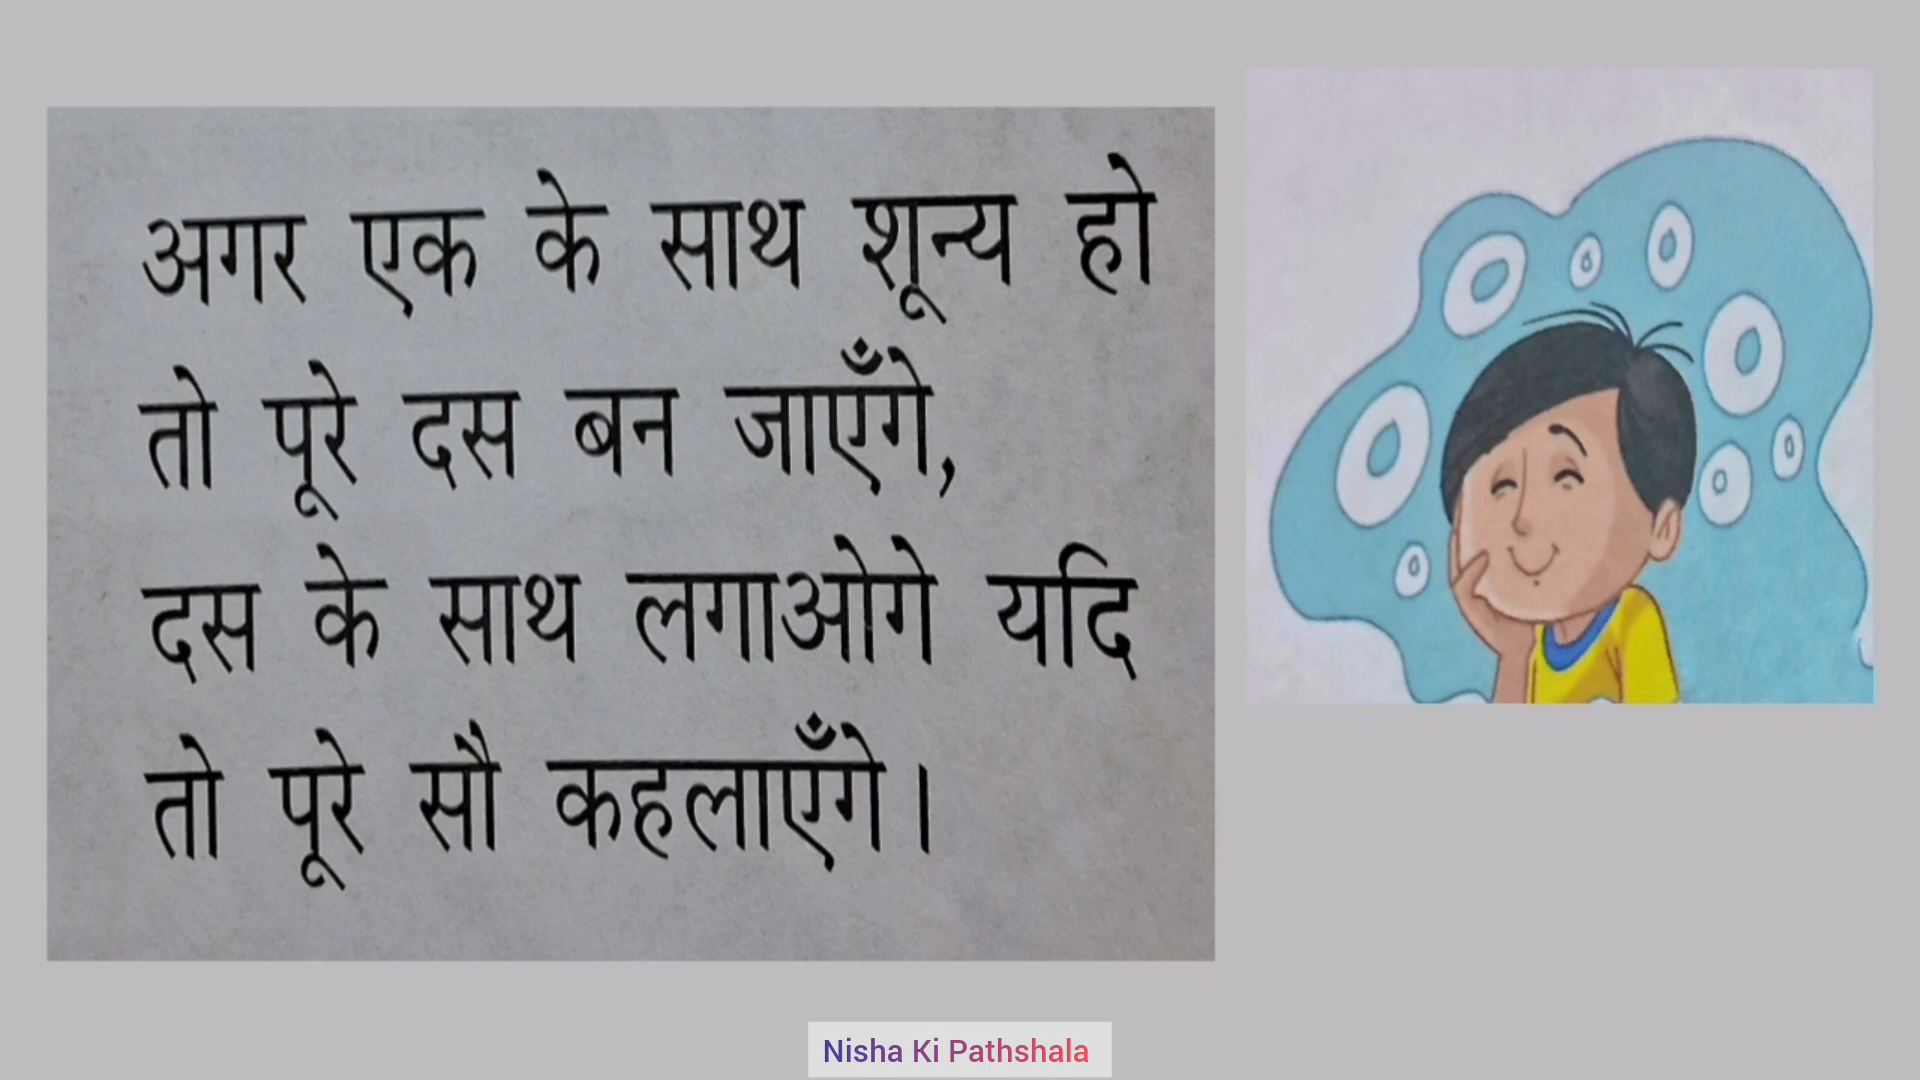 अगर एक के साथ शून्य हो
तो पूरे दस बन जाएँगे,
दस के साथ लगाओगे यदि
तो पूरे सौ कहलाएँगे।
Nisha Ki Pathshala